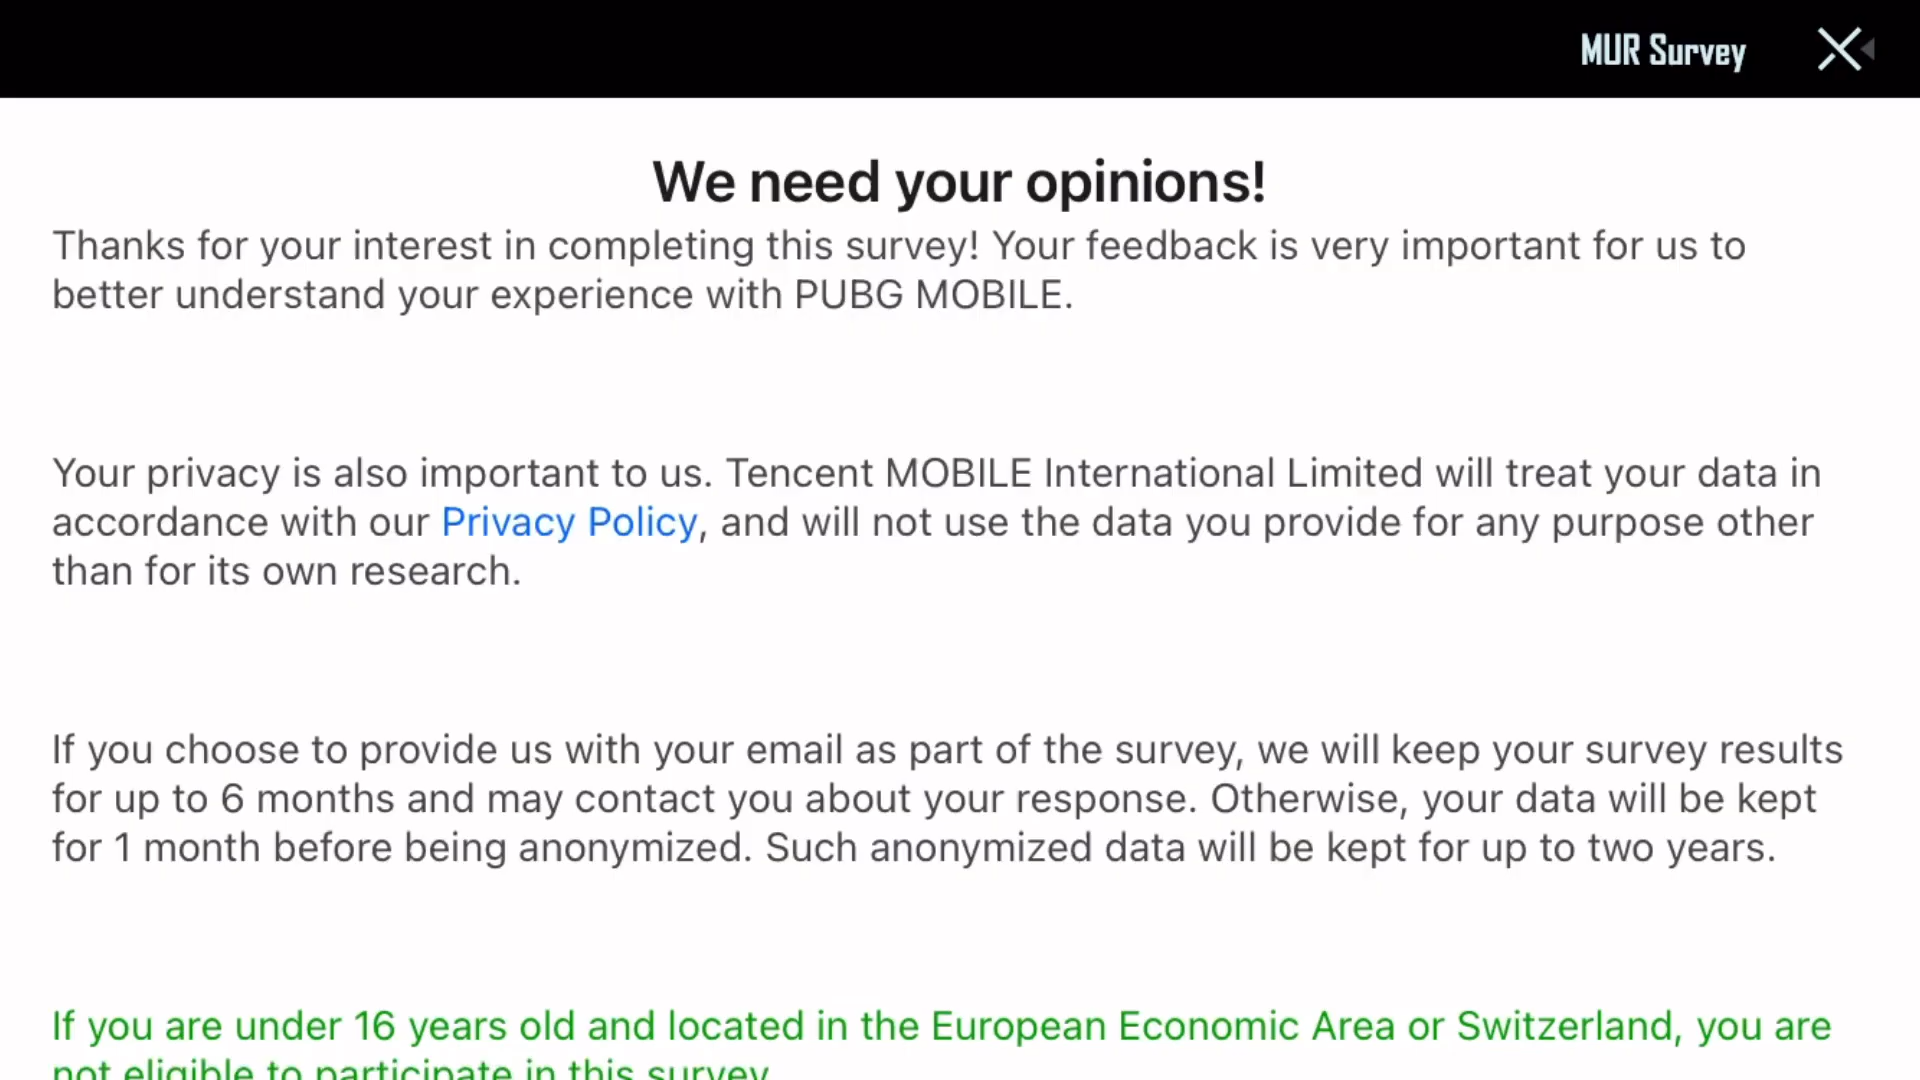 MUR Survey
We need your opinions!
Thanks for your interest in completing this survey! Your feedback is very important for us to
better understand your experience with PUBG MOBILE.
Your privacy is also important to us. Tencent MOBILE International Limited will treat your data in
accordance with our Privacy Policy, and will not use the data you provide for any purpose other
than for its own research.
If you choose to provide us with your email as part of the survey, we will keep your survey results
for up to 6 months and may contact you about your response. Otherwise, your data will be kept
for 1 month before being anonymized. Such anonymized data will be kept for up to two years.
If you are under 16 years old and located in the European Economic Area or Switzerland, you are
not eligible to participate in this survey